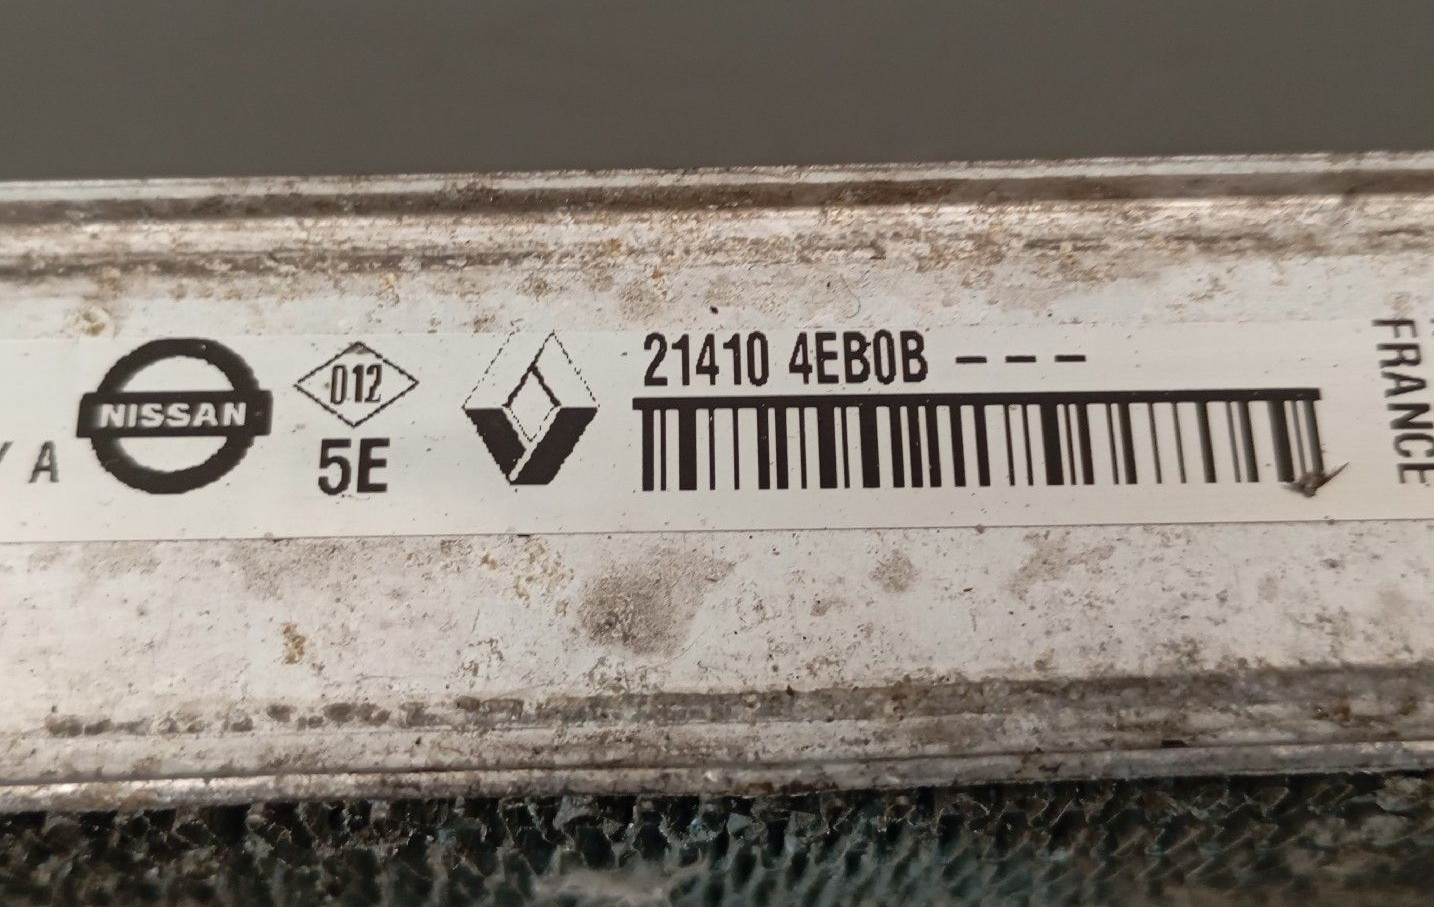 A
NISSAN
012
5E
21410 4EB0B ---
FRANCE